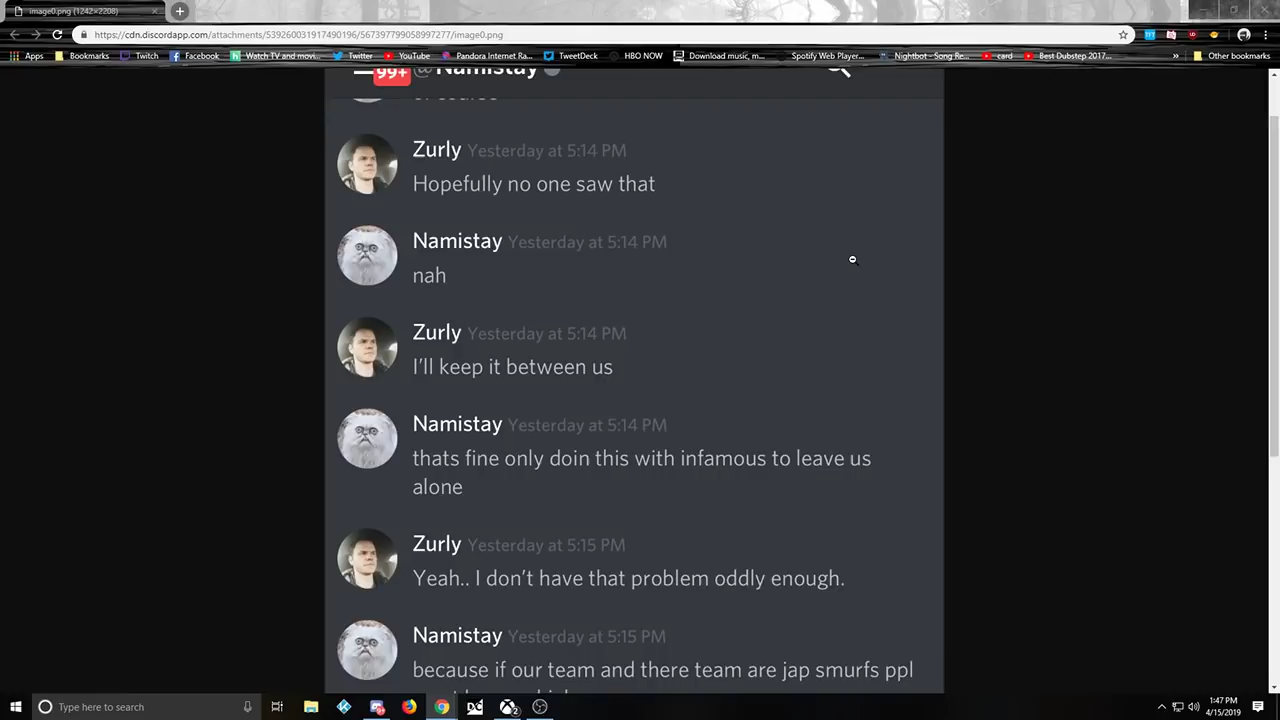 image0.png (1242×2208)
https://cdn.discordapp.com/attachments/539260031917490196/567397799058997277/image0.png
Apps
Bookmarks
Twitch
Facebook
Watch TV and movi...
Twitter
YouTube
Pandora Internet Ra...
TweetDeck
HBO NOW
Download music, m...
Spotify Web Player...
Nightbot - Song Re...
card
Best Dubstep 2017...
»
Other bookmarks
99+
@Namistay
of course
Zurly Yesterday at 5:14 PM
Hopefully no one saw that
Namistay Yesterday at 5:14 PM
nah
Zurly Yesterday at 5:14 PM
I'll keep it between us
Namistay Yesterday at 5:14 PM
thats fine only doin this with infamous to leave us
alone
Zurly Yesterday at 5:15 PM
Yeah.. I don't have that problem oddly enough.
Namistay Yesterday at 5:15 PM
because if our team and there team are jap smurfs ppl
Type here to search
1:47 PM
4/15/2019